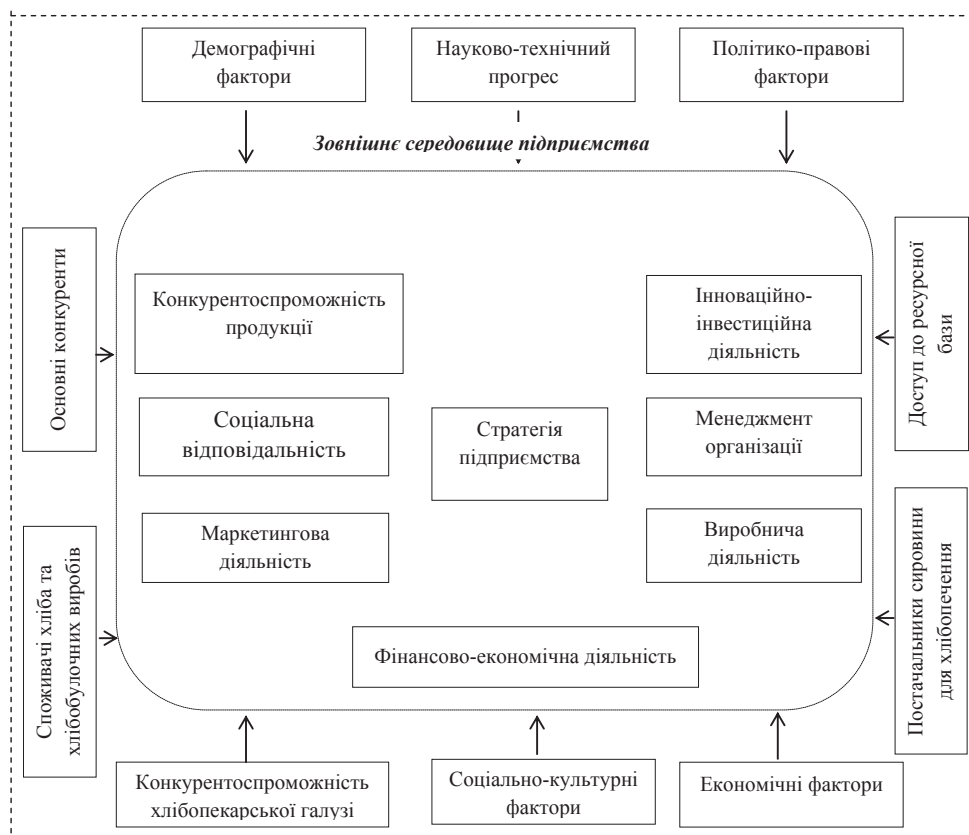 Демографічні
фактори
Науково-технічний
прогрес
Політико-правові
фактори
Зовнішнє середовище підприємства
Основні конкуренти
Конкурентоспроможність
продукції
Інноваційно-
інвестиційна
діяльність
Доступ до ресурсної
бази
Соціальна
відповідальність
Стратегія
підприємства
Менеджмент
організації
Споживачі хліба та
хлібобулочних виробів
Маркетингова
діяльність
Виробнича
діяльність
Постачальники сировини
для хлібопечення
Фінансово-економічна діяльність
Конкурентоспроможність
хлібопекарської галузі
Соціально-культурні
фактори
Економічні фактори